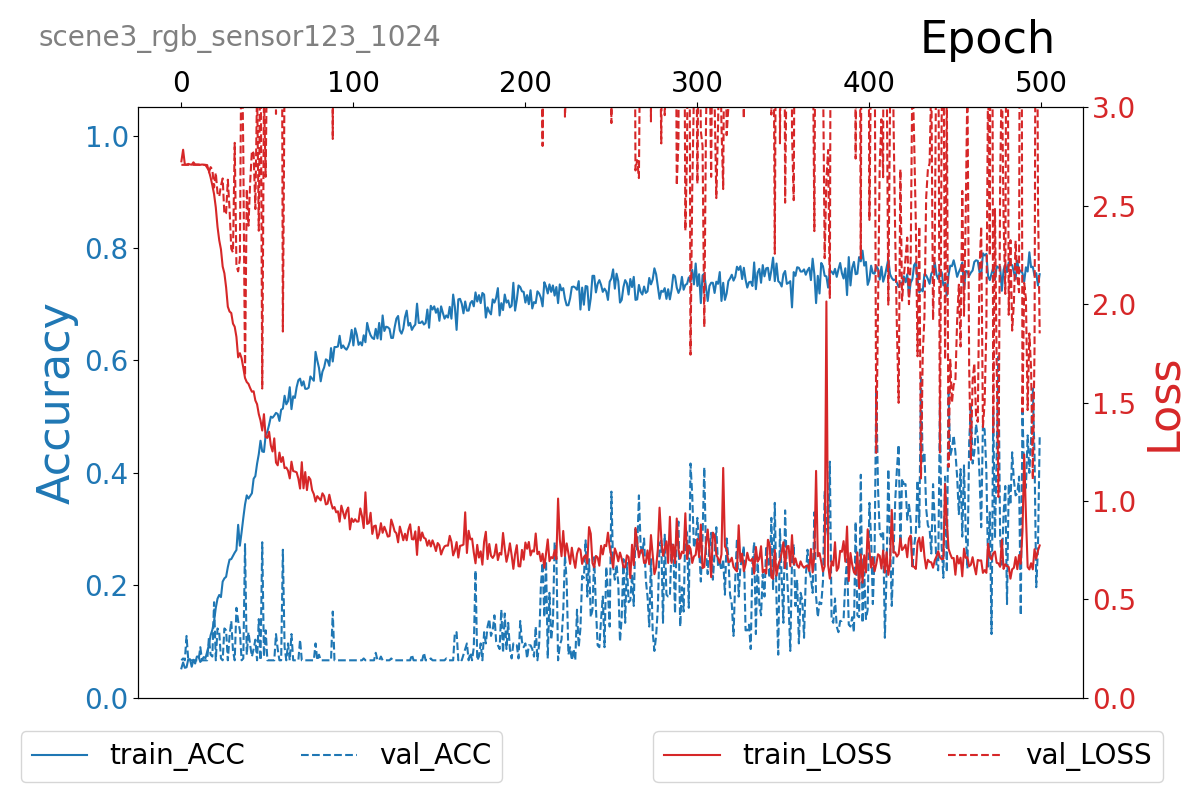 scene3_rgb_sensor123_1024
Epoch
0 100 200 300 400 500
1.0
0.8
0.6
0.4
0.2
0.0
Accuracy
3.0
2.5
2.0
1.5
1.0
0.5
0.0
Loss
train_ACC val_ACC
train_LOSS val_LOSS